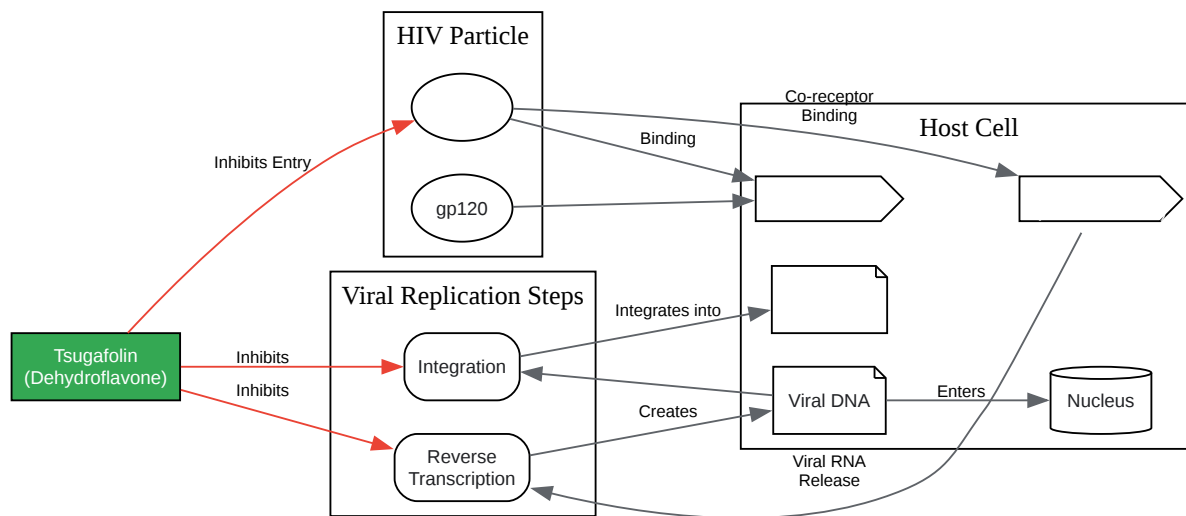 HIV Particle
Co-receptor
Binding
Host Cell
Binding
Inhibits Entry
gp120
Viral Replication Steps
Integrates into
Tsugafolin
(Dehydroflavone)
Inhibits
Integration
Inhibits
Creates
Viral DNA
Enters
Nucleus
Reverse
Transcription
Viral RNA
Release